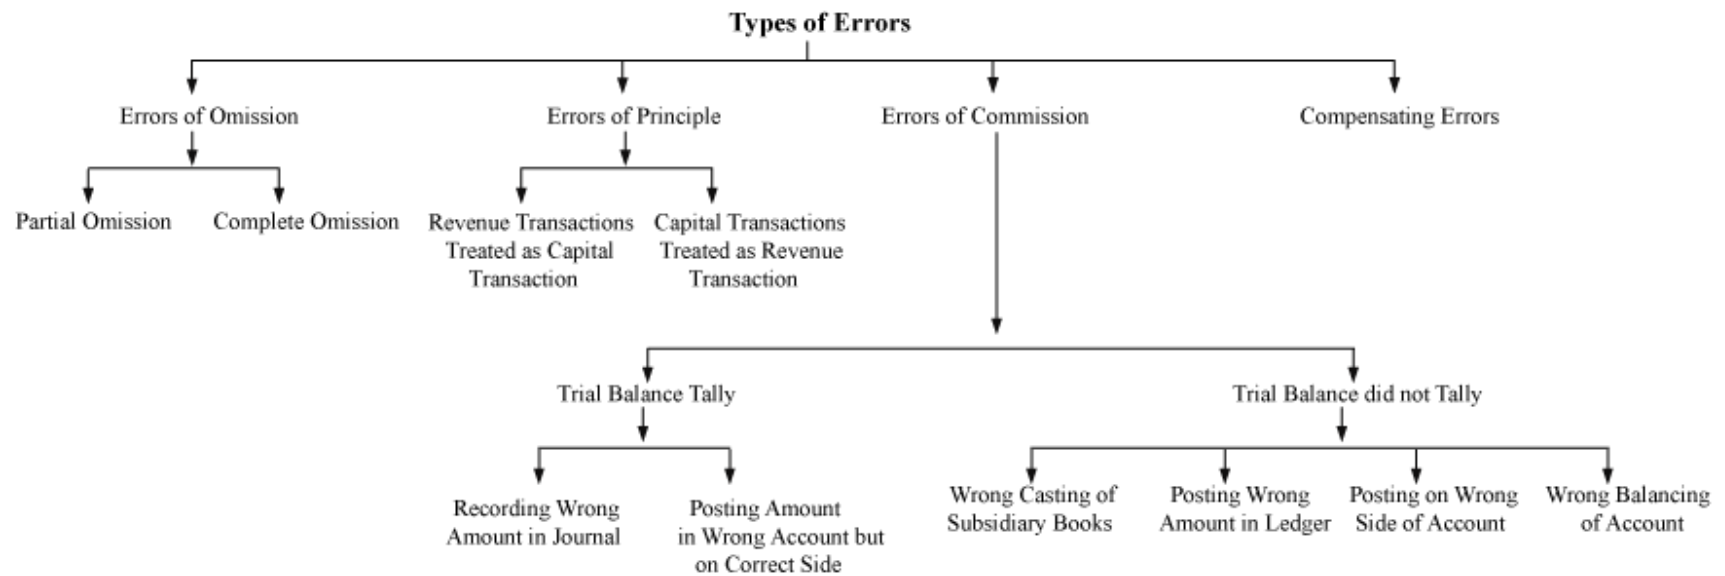 Types of Errors
Errors of Omission
Errors of Principle
Errors of Commission
Compensating Errors
Partial Omission
Complete Omission
Revenue Transactions
Treated as Capital
Transaction
Capital Transactions
Treated as Revenue
Transaction
Trial Balance Tally
Trial Balance did not Tally
Recording Wrong
Amount in Journal
Posting Amount
in Wrong Account but
on Correct Side
Wrong Casting of
Subsidiary Books
Posting Wrong
Amount in Ledger
Posting on Wrong
Side of Account
Wrong Balancing
of Account